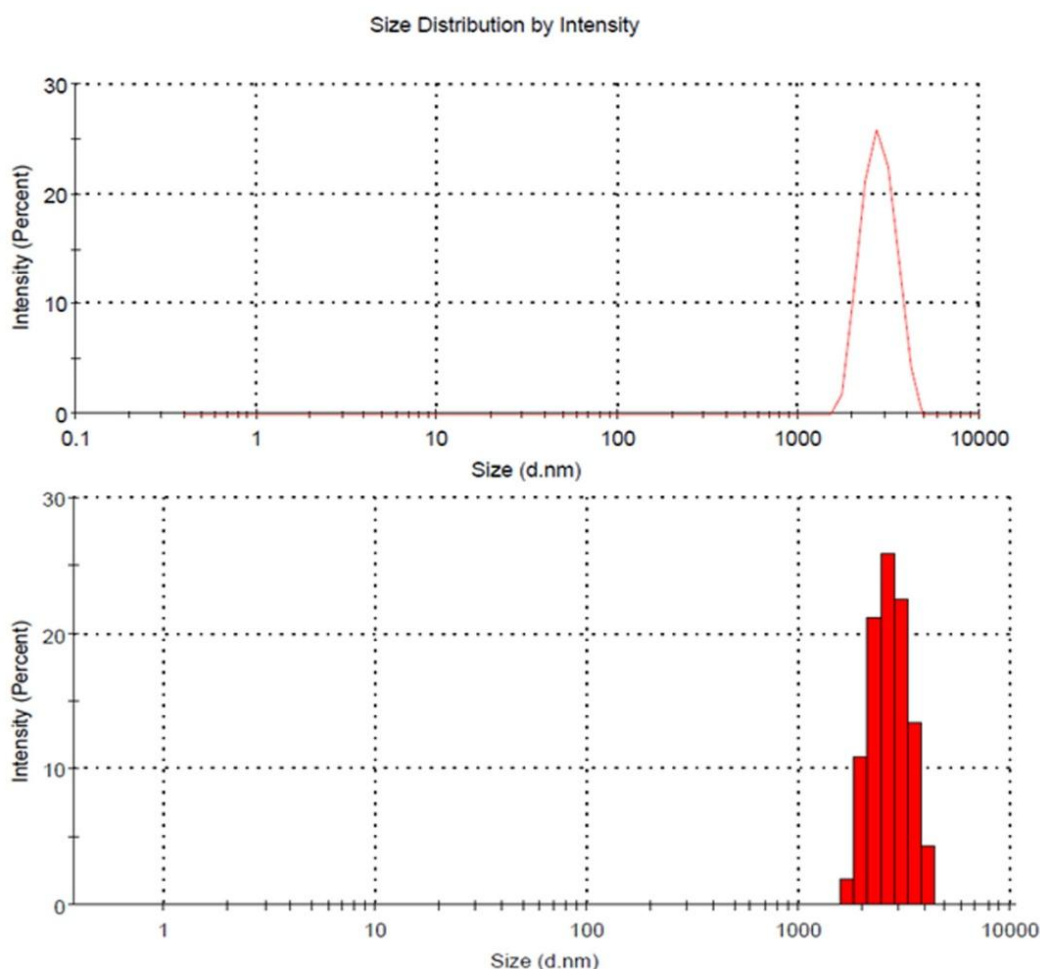 Size Distribution by Intensity
30
20
10
0
Intensity (Percent)
0.1 1 10 100 1000 10000
Size (d.nm)
30
20
10
0
Intensity (Percent)
1 10 100 1000 10000
Size (d.nm)